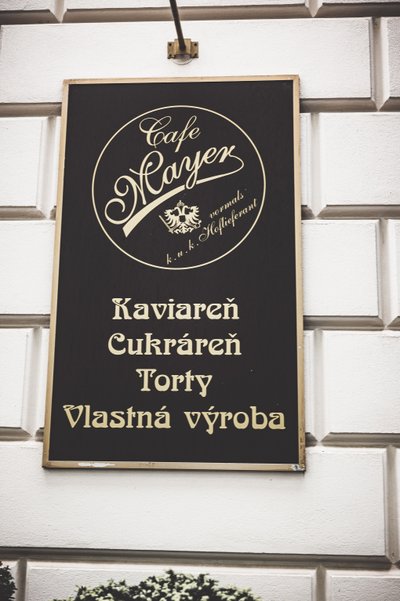 Cafe
Mayer
vormals
k.u.k. Hoflieferant
Kaviareň
Cukráreň
Torty
Vlastná výroba